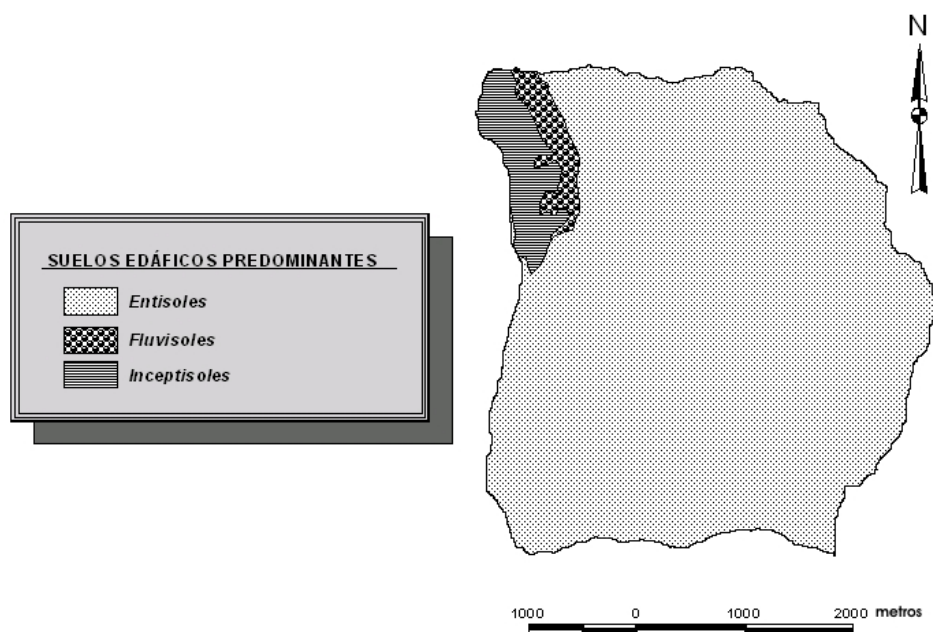 N
SUELOS EDÁFICOS PREDOMINANTES
Entisoles
Fluvisoles
Inceptisoles
1000 0 1000 2000 metros